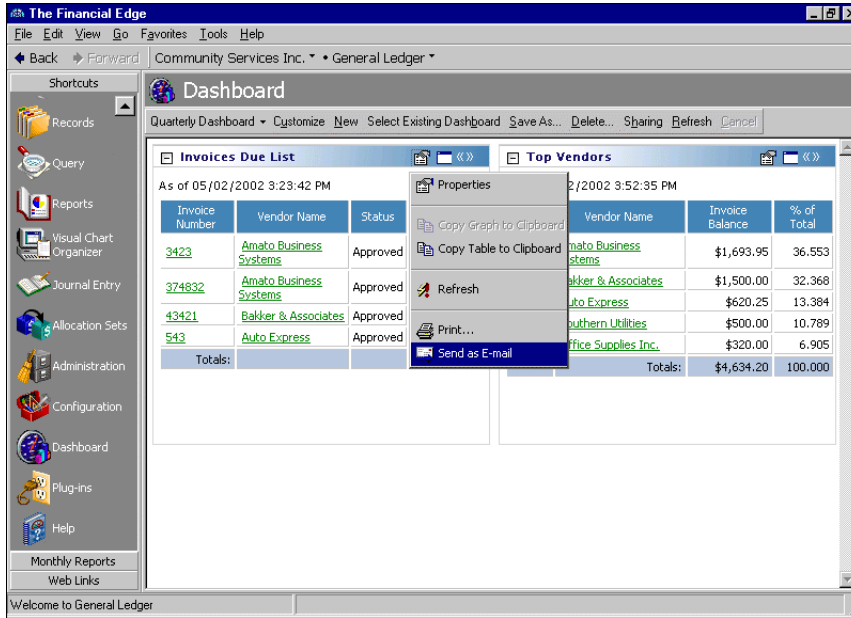 The Financial Edge
File Edit View Go Favorites Tools Help
Back Forward Community Services Inc. • General Ledger
Shortcuts
Records
Query
Reports
Visual Chart Organizer
Journal Entry
Allocation Sets
Administration
Configuration
Dashboard
Plug-ins
Help
Monthly Reports
Web Links
Dashboard
Quarterly Dashboard Customize New Select Existing Dashboard Save As... Delete... Sharing Refresh Cancel
Invoices Due List
As of 05/02/2002 3:23:42 PM
Invoice Number Vendor Name Status
3423 Amato Business Systems Approved
374832 Amato Business Systems Approved
43421 Bakker & Associates Approved
543 Auto Express Approved
Totals:
Properties
Copy Graph to Clipboard
Copy Table to Clipboard
Refresh
Print...
Send as E-mail
Top Vendors
2/2002 3:52:35 PM
Vendor Name Invoice Balance % of Total
mato Business stems $1,693.95 36.553
akker & Associates $1,500.00 32.368
uto Express $620.25 13.384
outhern Utilities $500.00 10.789
ffice Supplies Inc. $320.00 6.905
Totals: $4,634.20 100.000
Welcome to General Ledger